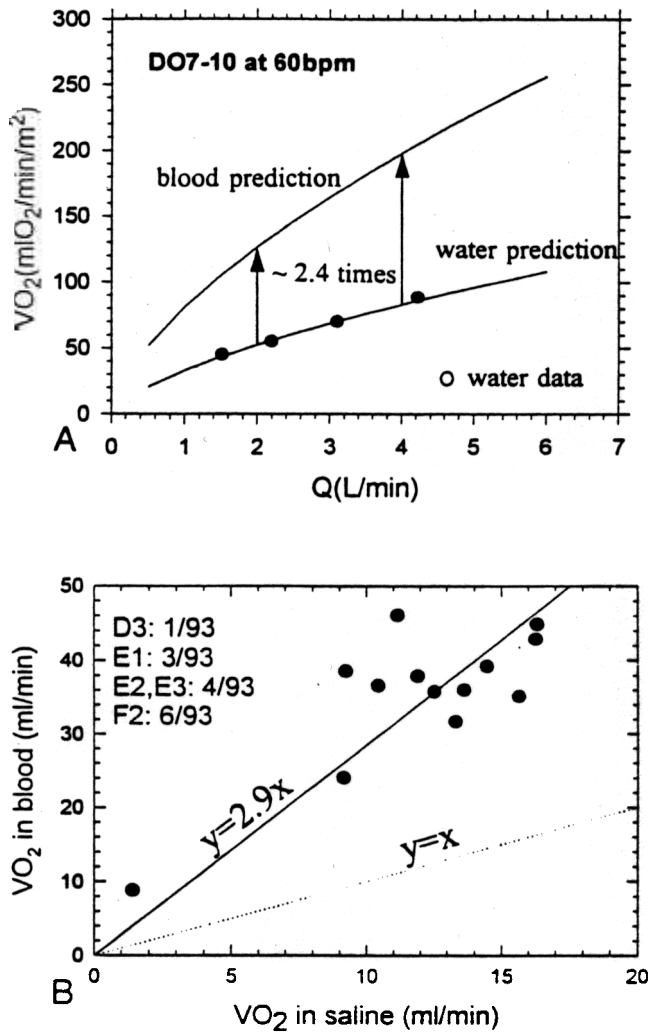 300
250
200
150
100
50
0
VO2(mlO2/min/m²)
DO7-10 at 60bpm
blood prediction
water prediction
~ 2.4 times
water data
0 1 2 3 4 5 6 7
A
Q(L/min)
50
40
30
20
10
0
VO2 in blood (ml/min)
D3: 1/93
E1: 3/93
E2,E3: 4/93
F2: 6/93
y=2.9x
y=x
0 5 10 15 20
B
VO2 in saline (ml/min)